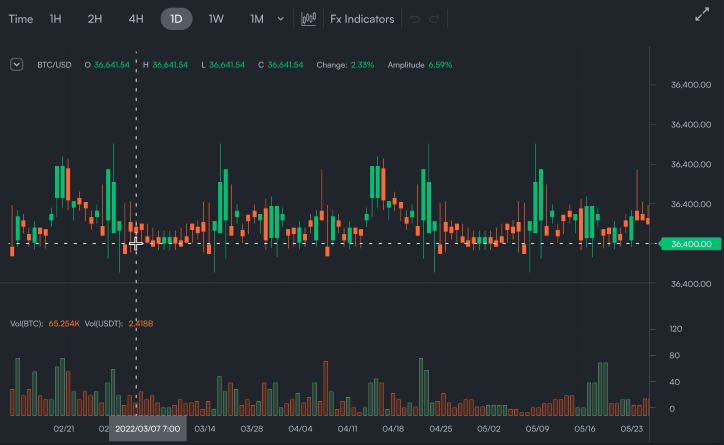 Time 1H 2H 4H 1D 1W 1M Fx Indicators
BTC/USD O 36,641.54 H 36,641.54 L 36,641.54 C 36,641.54 Change: 2.33% Amplitude 6.59%
36,400.00
36,400.00
36,400.00
36,400.00
36,400.00
36,400.00
Vol(BTC): 65.254K Vol(USDT): 2.418B
120
80
40
0
02/21 2022/03/07 7:00 03/14 03/28 04/04 04/11 04/18 04/25 05/02 05/09 05/16 05/23